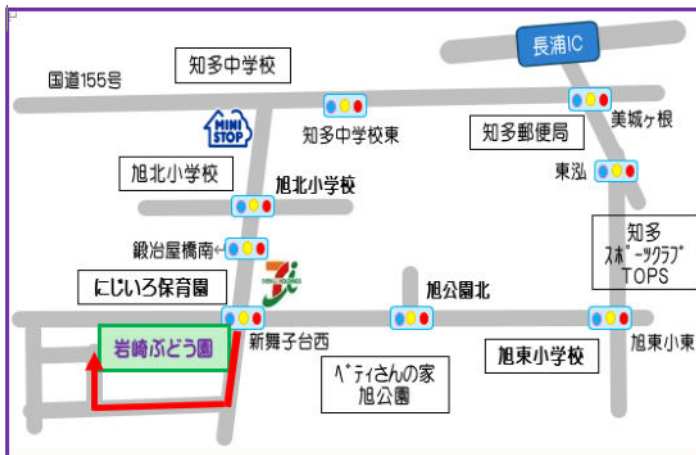 長浦IC
知多中学校
国道155号
MINI
STOP
知多中学校東
知多郵便局
美城ヶ根
旭北小学校
旭北小学校
東泓
鍛冶屋橋南←
知多
スポーツクラブ
TOPS
にじいろ保育園
旭公園北
岩崎ぶどう園
新舞子台西
旭東小学校
旭東小東
ペティさんの家
旭公園